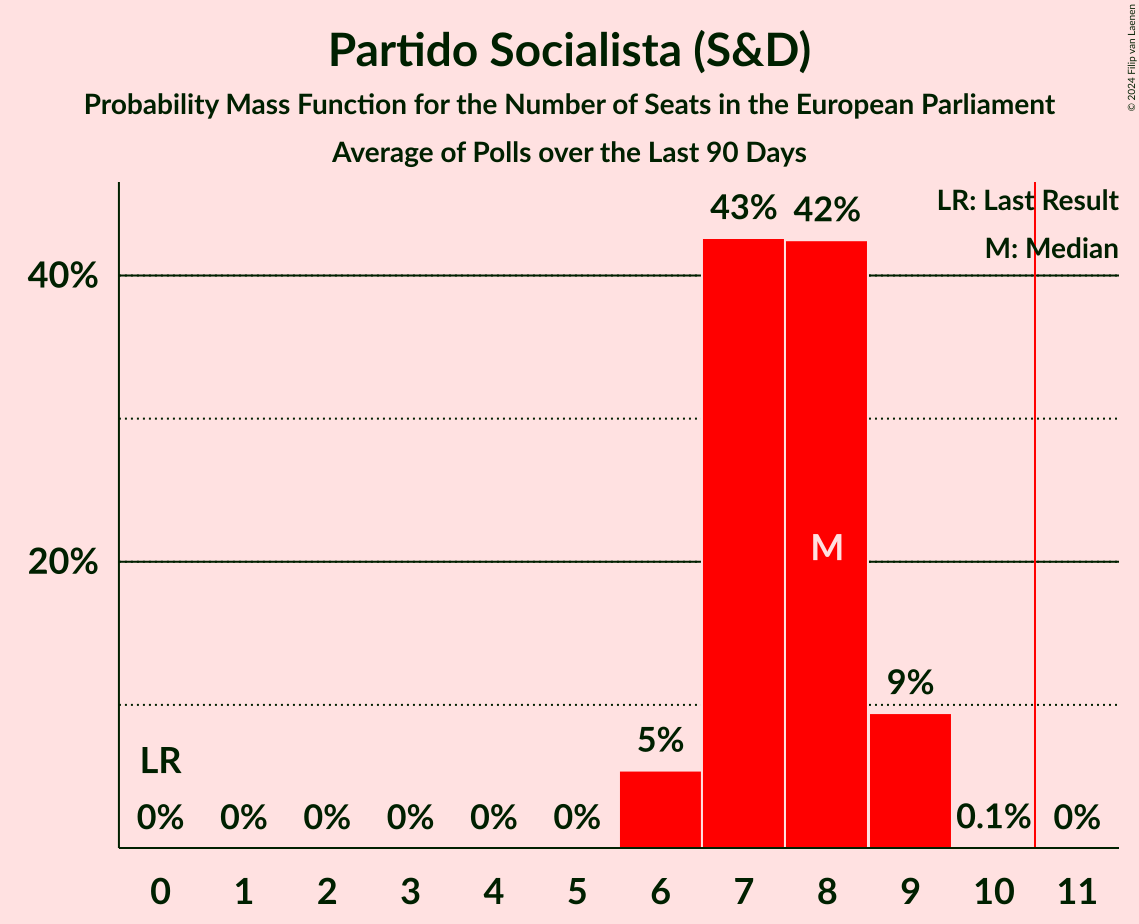 Partido Socialista (S&D)
Probability Mass Function for the Number of Seats in the European Parliament
Average of Polls over the Last 90 Days
© 2024 Filip van Laenen
LR: Last Result
M: Median
43% 42%
40%
M
20%
9%
5%
LR
0% 0% 0% 0% 0% 0% 0.1% 0%
0 1 2 3 4 5 6 7 8 9 10 11